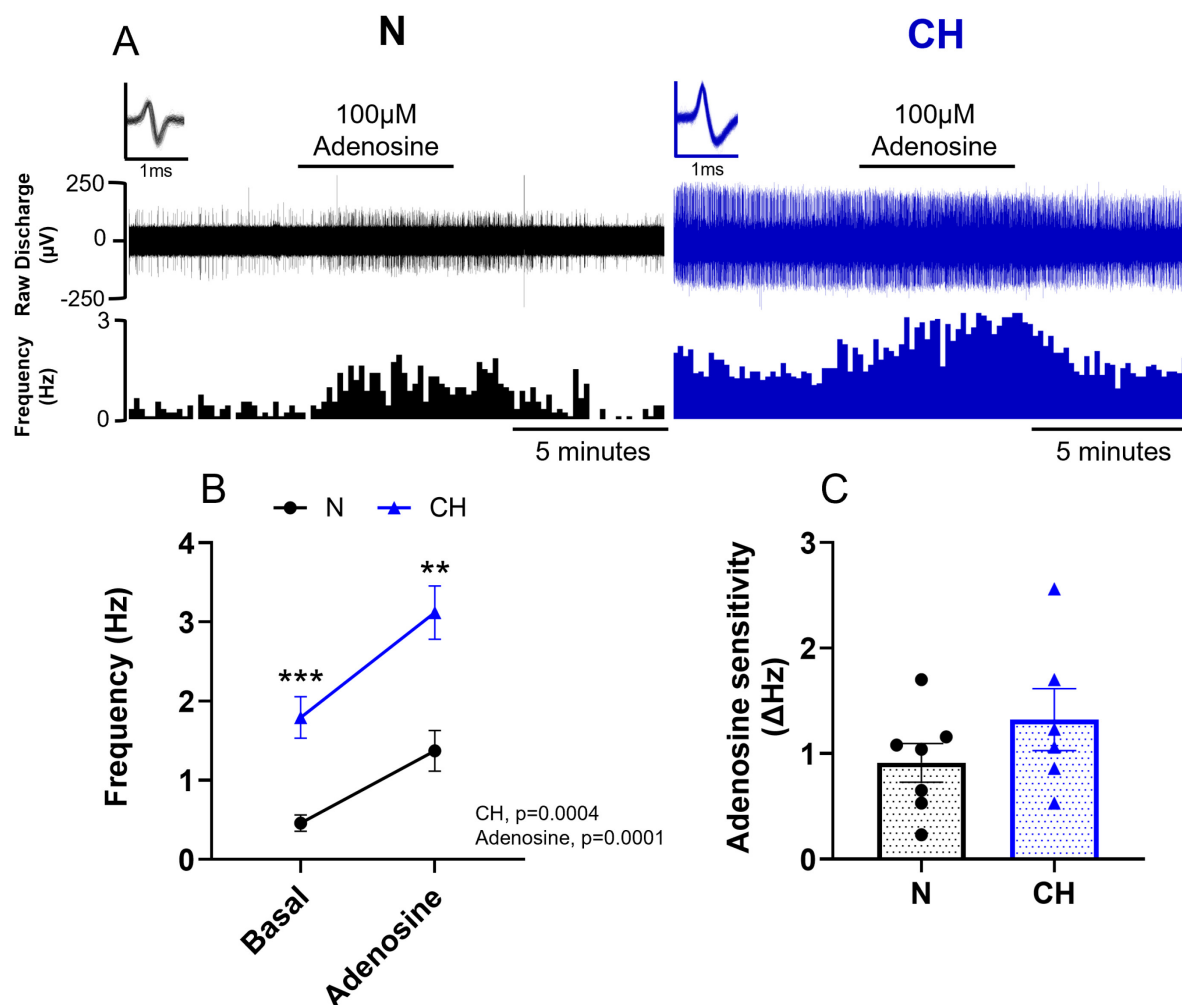 A
N
CH
100µM
Adenosine
1ms
100µM
Adenosine
1ms
Raw Discharge
(µV)
250
0
-250
Frequency
(Hz)
3
0
5 minutes
5 minutes
B
N
CH
Frequency (Hz)
4
3
2
1
0
***
**
CH, p=0.0004
Adenosine, p=0.0001
Basal
Adenosine
C
Adenosine sensitivity
(ΔHz)
3
2
1
0
N
CH